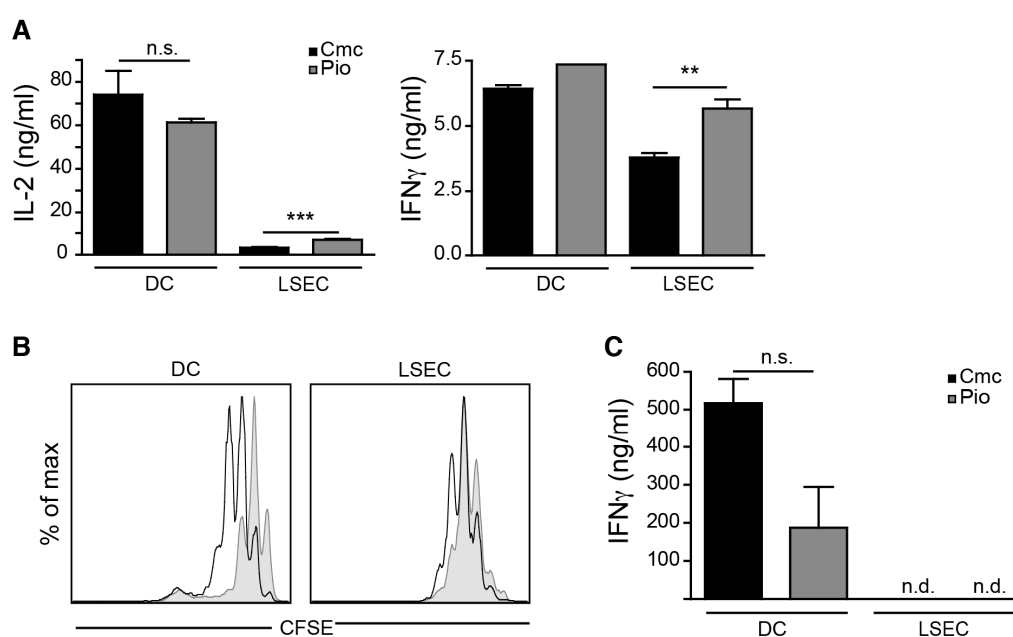 A
n.s.
Cmc
Pio
IL-2 (ng/ml)
80
60
40
20
0
***
DC
LSEC
7.5
5.0
2.5
0.0
IFNγ (ng/ml)
**
DC
LSEC
B
DC
LSEC
% of max
CFSE
C
n.s.
Cmc
Pio
IFNγ (ng/ml)
600
500
400
300
200
100
n.d.
n.d.
DC
LSEC